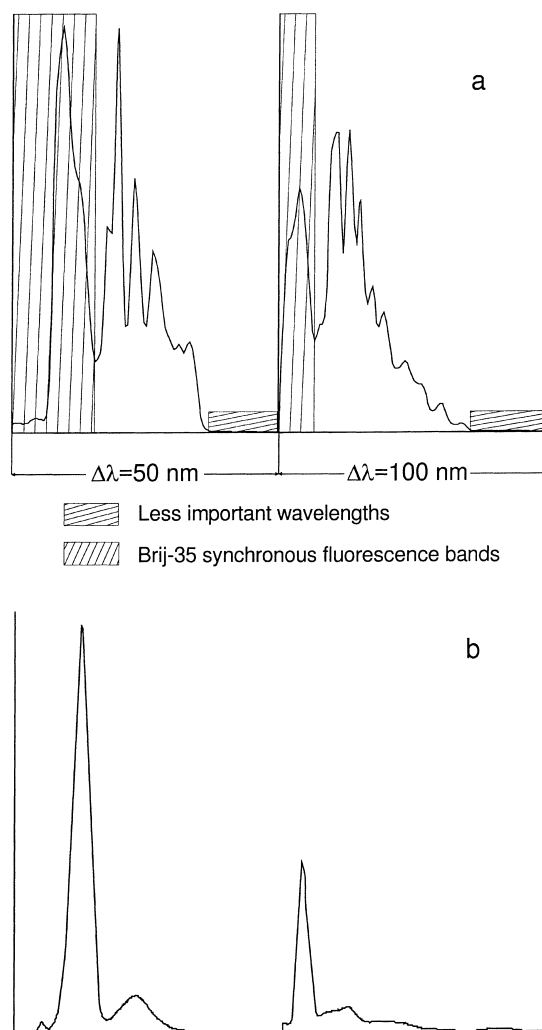 a
Δλ=50 nm
Δλ=100 nm
Less important wavelengths
Brij-35 synchronous fluorescence bands
b